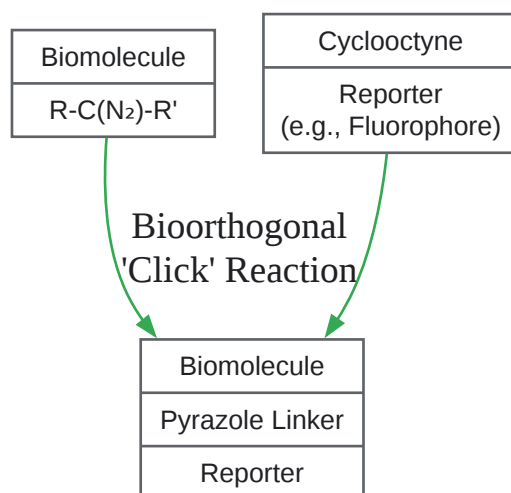 Biomolecule
R-C(N₂)-R'
Cyclooctyne
Reporter
(e.g., Fluorophore)
Bioorthogonal
'Click' Reaction
Biomolecule
Pyrazole Linker
Reporter